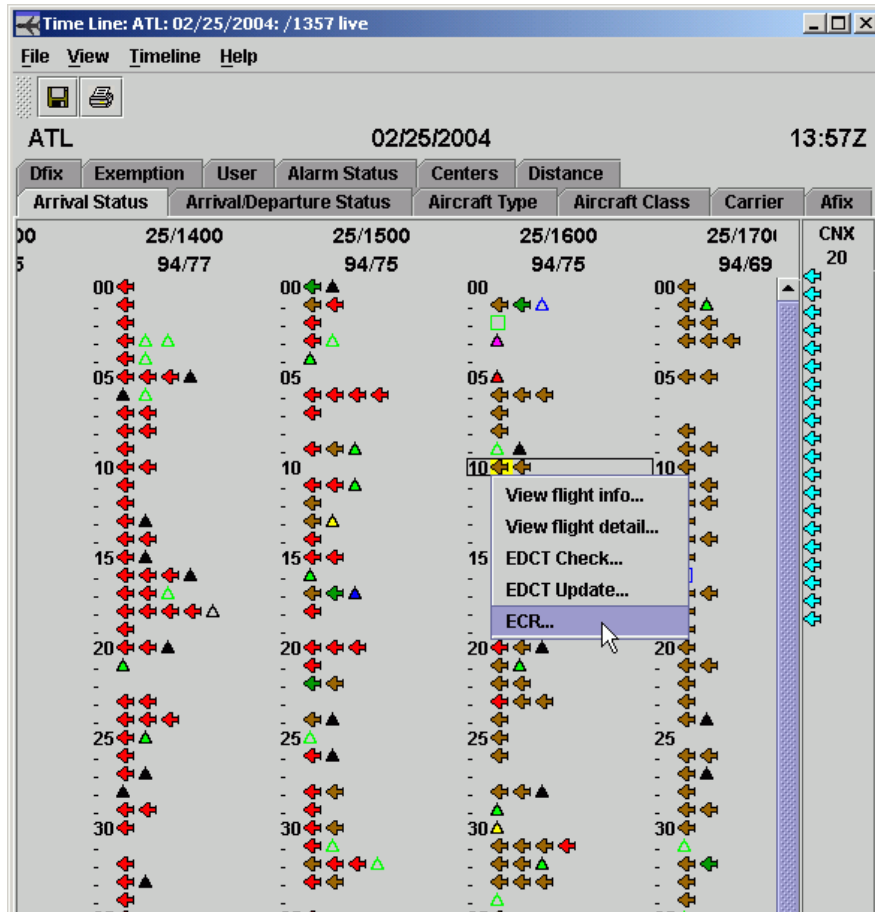 Time Line: ATL: 02/25/2004: /1357 live
File View Timeline Help
ATL 02/25/2004 13:57Z
Dfix Exemption User Alarm Status Centers Distance
Arrival Status Arrival/Departure Status Aircraft Type Aircraft Class Carrier Afix
00 25/1400 25/1500 25/1600 25/170 CNX
5 94/77 94/75 94/75 94/69 20
00 00 00 00
05 05 05 05
10 10 10 10
View flight info...
View flight detail...
15 15 15 EDCT Check...
EDCT Update...
ECR...
20 20 20 20
25 25 25 25
30 30 30 30